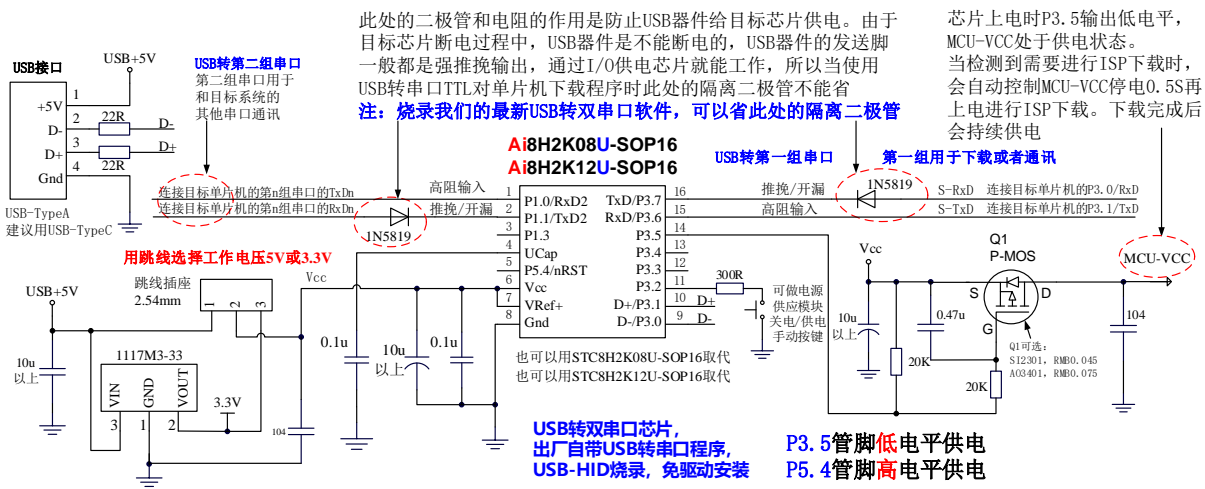 此处的二极管和电阻的作用是防止USB器件给目标芯片供电。由于
目标芯片断电过程中，USB器件是不能断电的，USB器件的发送脚
一般都是强推挽输出，通过I/O供电芯片就能工作，所以当使用
USB转串口TTL对单片机下载程序时此处的隔离二极管不能省
注：烧录我们的最新USB转双串口软件，可以省此处的隔离二极管
芯片上电时P3.5输出低电平，
MCU-VCC处于供电状态。
当检测到需要进行ISP下载时，
会自动控制MCU-VCC停电0.5S再
上电进行ISP下载。下载完成后
会持续供电
USB接口
USB+5V
+5V
D-
D+
Gnd
1
2
3
4
22R
22R
D-
D+
USB-TypeA
建议用USB-TypeC
USB转第二组串口
第二组串口用于
和目标系统的
其他串口通讯
连接目标单片机的第n组串口的TxDn
连接目标单片机的第n组串口的RxDn
高阻输入
推挽/开漏
1N5819
Ai8H2K08U-SOP16
Ai8H2K12U-SOP16
1
2
3
4
5
6
7
8
P1.0/RxD2
P1.1/TxD2
P1.3
UCap
P5.4/nRST
Vcc
VRef+
Gnd
TxD/P3.7
RxD/P3.6
P3.5
P3.4
P3.3
P3.2
D+/P3.1
D-/P3.0
16
15
14
13
12
11
10
9
D+
D-
USB转第一组串口
第一组用于下载或者通讯
推挽/开漏
高阻输入
1N5819
S-RxD
连接目标单片机的P3.0/RxD
S-TxD
连接目标单片机的P3.1/TxD
300R
可做电源
供应模块
关电/供电
手动按键
Vcc
10u
以上
0.47u
20K
20K
Q1
P-MOS
S
D
G
MCU-VCC
104
Q1可选：
SI2301, RMB0.045
AO3401, RMB0.075
用跳线选择工作电压5V或3.3V
跳线插座
2.54mm
1
2
3
USB+5V
Vcc
10u
以上
1117M3-33
VIN
GND
VOUT
3
1
2
3.3V
104
0.1u
10u
以上
0.1u
也可以用STC8H2K08U-SOP16取代
也可以用STC8H2K12U-SOP16取代
USB转双串口芯片，
出厂自带USB转串口程序，
USB-HID烧录，免驱动安装
P3.5管脚低电平供电
P5.4管脚高电平供电